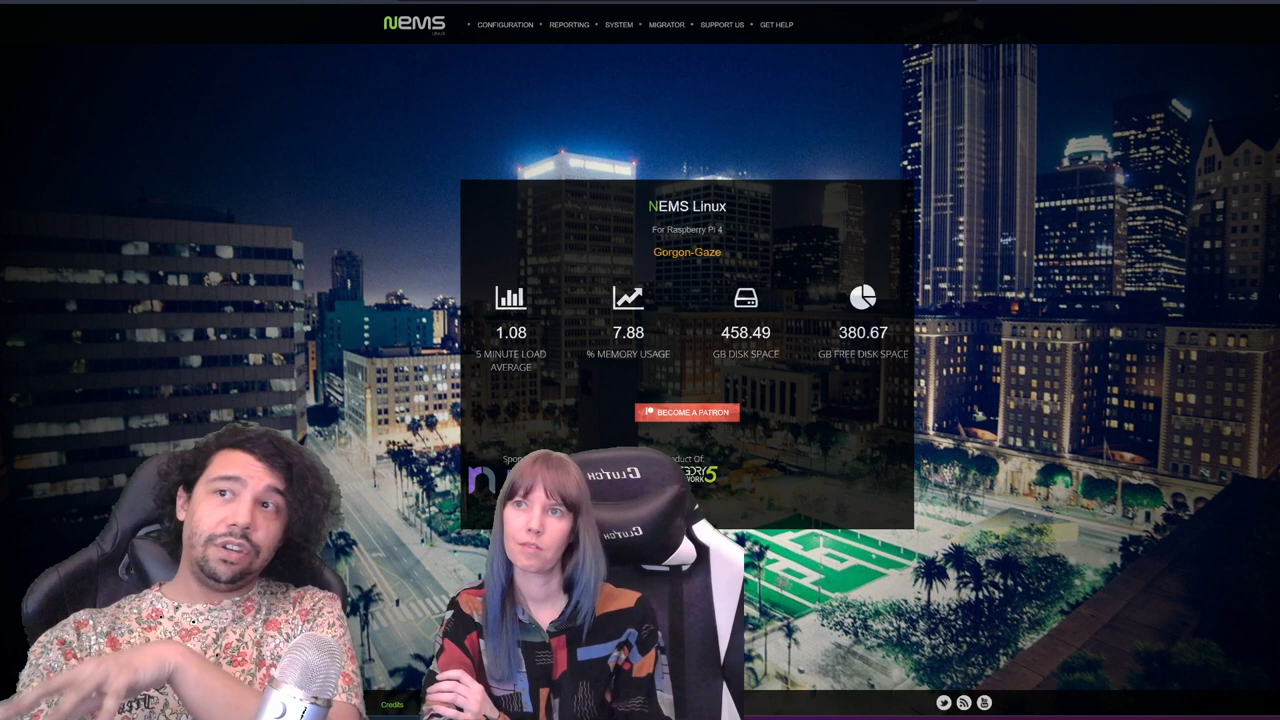 NEMS
LINUX
CONFIGURATION
REPORTING
SYSTEM
MIGRATOR
SUPPORT US
GET HELP
NEMS Linux
For Raspberry Pi 4
Gorgon-Gaze
1.08
7.88
458.49
380.67
5 MINUTE LOAD
AVERAGE
% MEMORY USAGE
GB DISK SPACE
GB FREE DISK SPACE
BECOME A PATRON
n
CLUTCH
CLUTCH
5
Credits